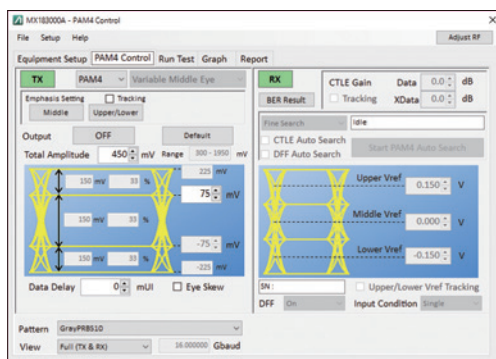 MX183000A - PAM4 Control
File Setup Help
Adjust RF
Equipment Setup PAM4 Control Run Test Graph Report
TX PAM4 Variable Middle Eye
Emphasis Setting Tracking
Middle Upper/Lower
Output OFF Default
Total Amplitude 450 mV Range 300 - 1950 mV
225 mV
150 mV 33 %
75 mV
150 mV 33 %
-75 mV
150 mV 33 %
-225 mV
Data Delay 0 mUI Eye Skew
RX CTLE Gain Data 0.0 dB
BER Result Tracking XData 0.0 dB
Fine Search Idle
CTLE Auto Search
DFF Auto Search
Start PAM4 Auto Search
Upper Vref 0.150 V
Middle Vref 0.000 V
Lower Vref -0.150 V
SN : Upper/Lower Vref Tracking
DFF On Input Condition Single
Pattern GrayPRBS10
View Full (TX & RX) 16.000000 Gbaud